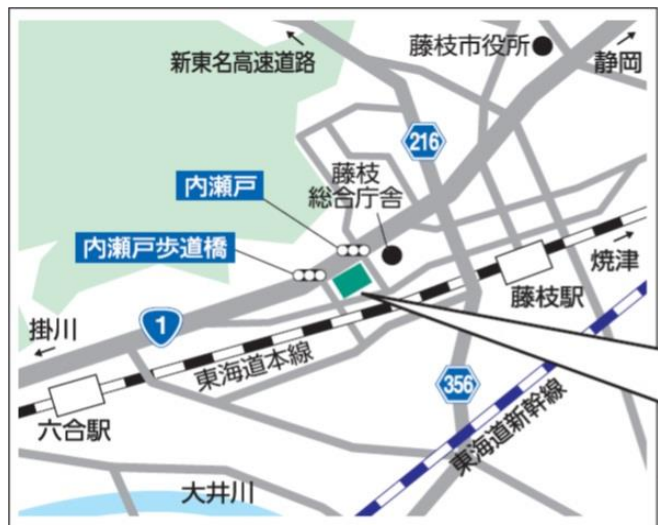 藤枝市役所
新東名高速道路
静岡
216
内瀬戸
藤枝
総合庁舎
内瀬戸歩道橋
焼津
藤枝駅
掛川
1
東海道本線
356
六合駅
東海道新幹線
大井川